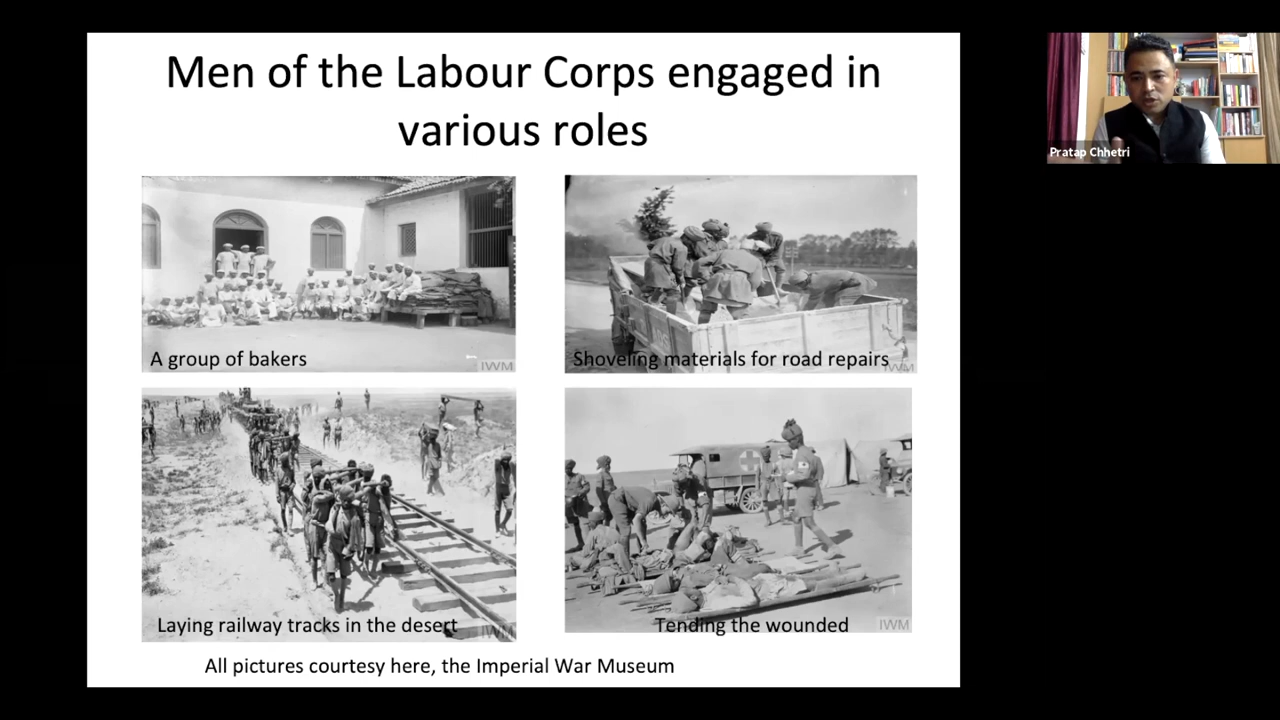 Men of the Labour Corps engaged in
various roles
Pratap Chhetri
A group of bakers
IWM
Shoveling materials for road repairs
IWM
Laying railway tracks in the desert
IWM
Tending the wounded
IWM
All pictures courtesy here, the Imperial War Museum